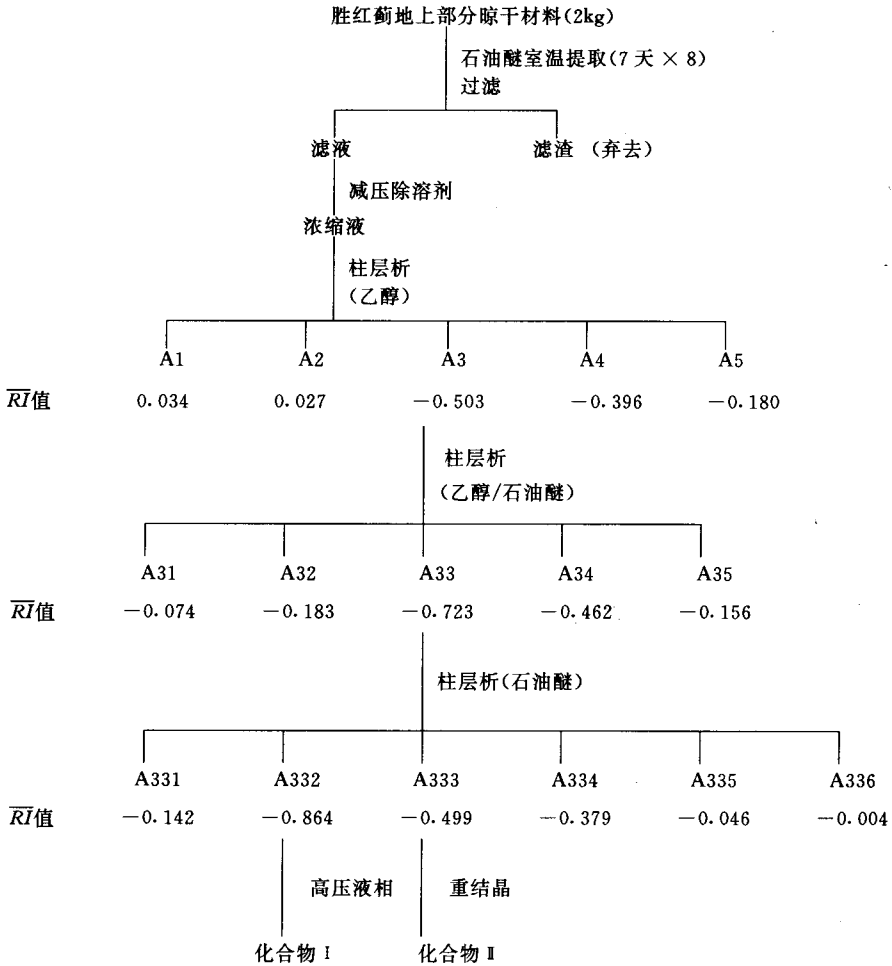 胜红蓟地上部分晾干材料(2kg)
石油醚室温提取(7天 × 8)
过滤
滤液 滤渣 (弃去)
减压除溶剂
浓缩液
柱层析
(乙醇)
A1 A2 A3 A4 A5
RI值 0.034 0.027 -0.503 -0.396 -0.180
柱层析
(乙醇/石油醚)
A31 A32 A33 A34 A35
RI值 -0.074 -0.183 -0.723 -0.462 -0.156
柱层析(石油醚)
A331 A332 A333 A334 A335 A336
RI值 -0.142 -0.864 -0.499 -0.379 -0.046 -0.004
高压液相 重结晶
化合物 Ⅰ 化合物 Ⅱ